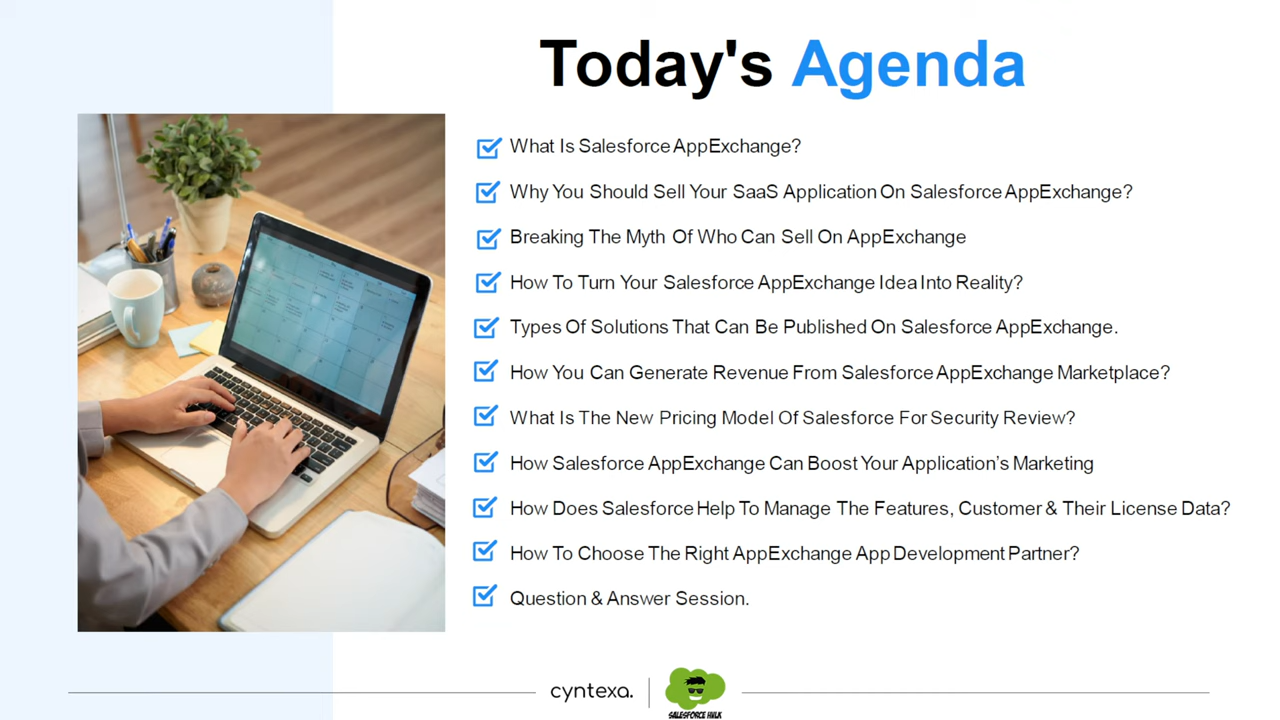 Today's Agenda
What Is Salesforce AppExchange?
Why You Should Sell Your SaaS Application On Salesforce AppExchange?
Breaking The Myth Of Who Can Sell On AppExchange
How To Turn Your Salesforce AppExchange Idea Into Reality?
Types Of Solutions That Can Be Published On Salesforce AppExchange.
How You Can Generate Revenue From Salesforce AppExchange Marketplace?
What Is The New Pricing Model Of Salesforce For Security Review?
How Salesforce AppExchange Can Boost Your Application’s Marketing
How Does Salesforce Help To Manage The Features, Customer & Their License Data?
How To Choose The Right AppExchange App Development Partner?
Question & Answer Session.
cyntexa.
SALESFORCE HULK